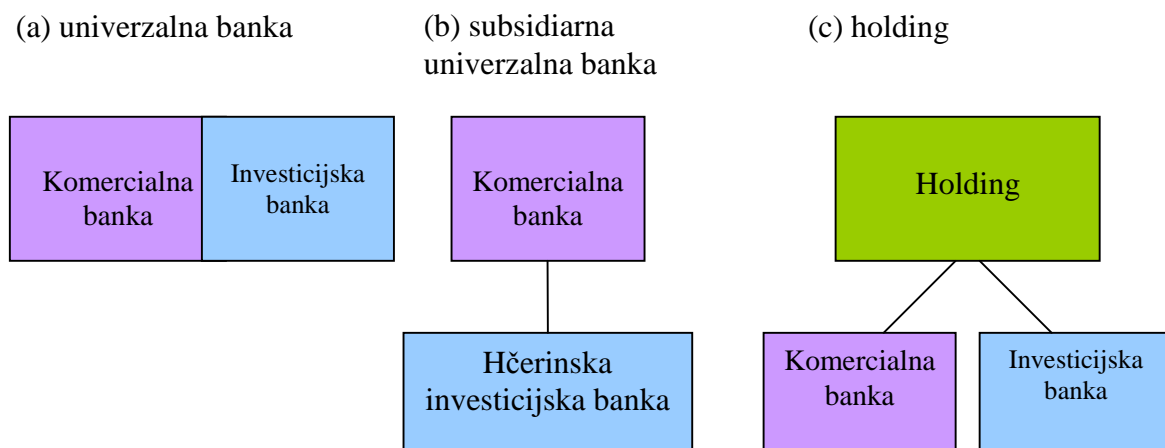 (a) univerzalna banka
(b) subsidiarna
univerzalna banka
(c) holding
Komercialna
banka
Investicijska
banka
Komercialna
banka
Hčerinska
investicijska banka
Holding
Komercialna
banka
Investicijska
banka